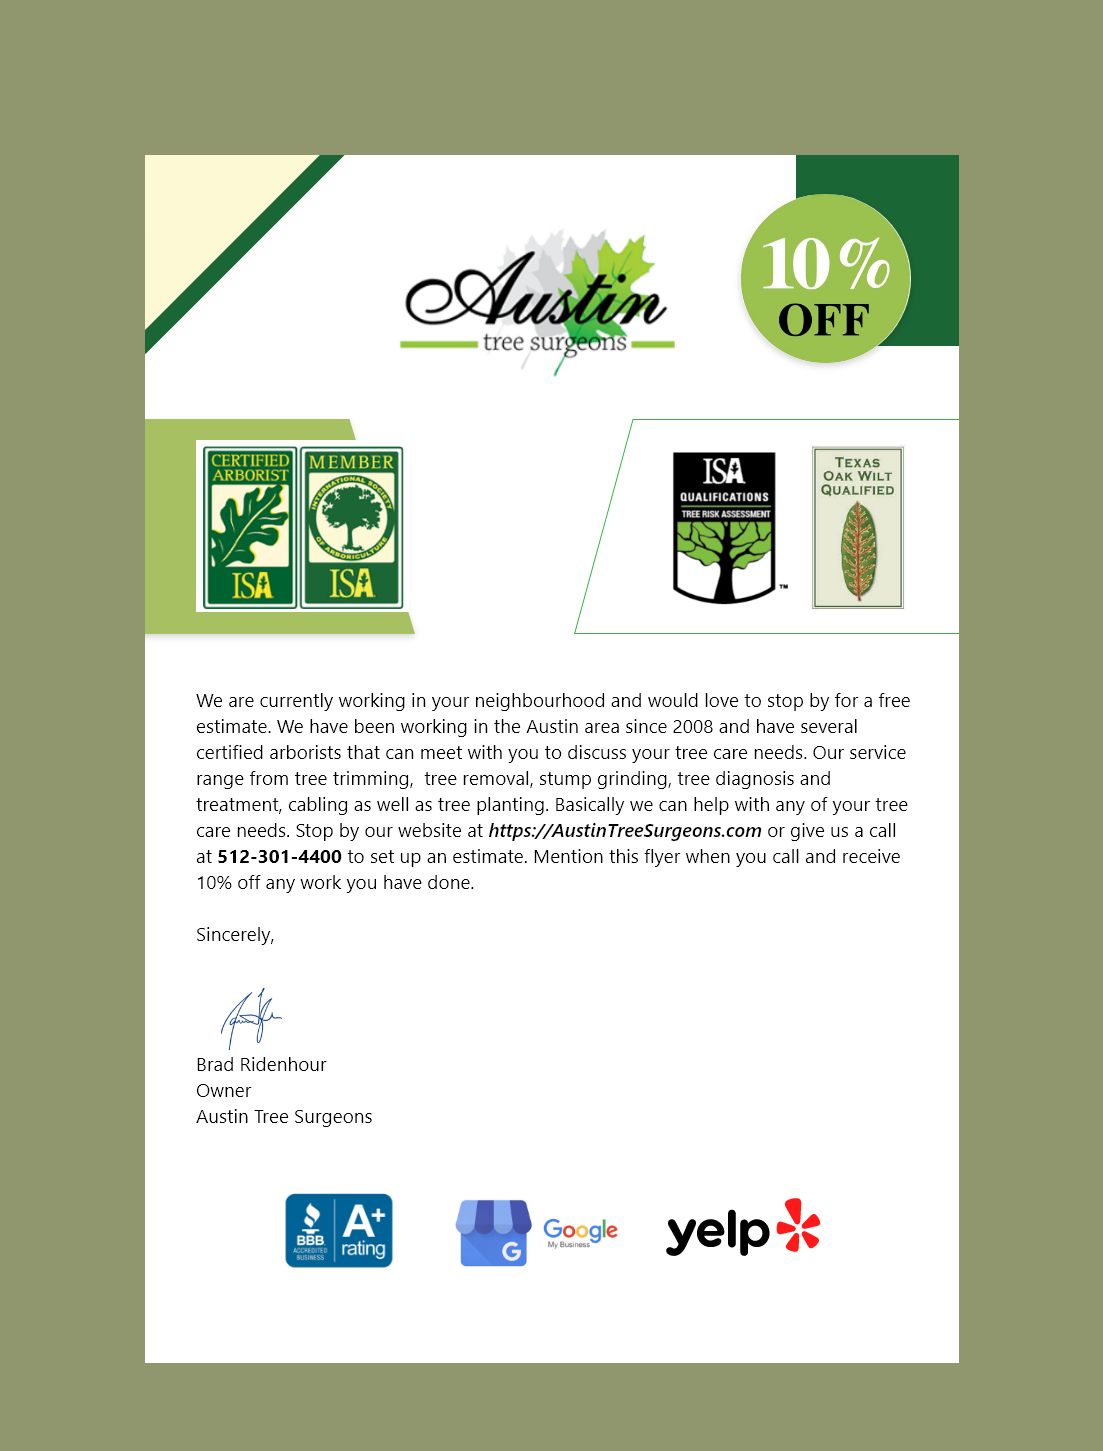 Austin
tree surgeons
10%
OFF
CERTIFIED
ARBORIST
ISA
MEMBER
INTERNATIONAL SOCIETY
OF ARBORICULTURE
ISA
ISA
QUALIFICATIONS
TREE RISK ASSESSMENT
™
TEXAS
OAK WILT
QUALIFIED
We are currently working in your neighbourhood and would love to stop by for a free
estimate. We have been working in the Austin area since 2008 and have several
certified arborists that can meet with you to discuss your tree care needs. Our service
range from tree trimming,  tree removal, stump grinding, tree diagnosis and
treatment, cabling as well as tree planting. Basically we can help with any of your tree
care needs. Stop by our website at https://AustinTreeSurgeons.com or give us a call
at 512-301-4400 to set up an estimate. Mention this flyer when you call and receive
10% off any work you have done.
Sincerely,
Brad Ridenhour
Owner
Austin Tree Surgeons
BBB
ACCREDITED
BUSINESS
A+
rating
G
Google
My Business
yelp